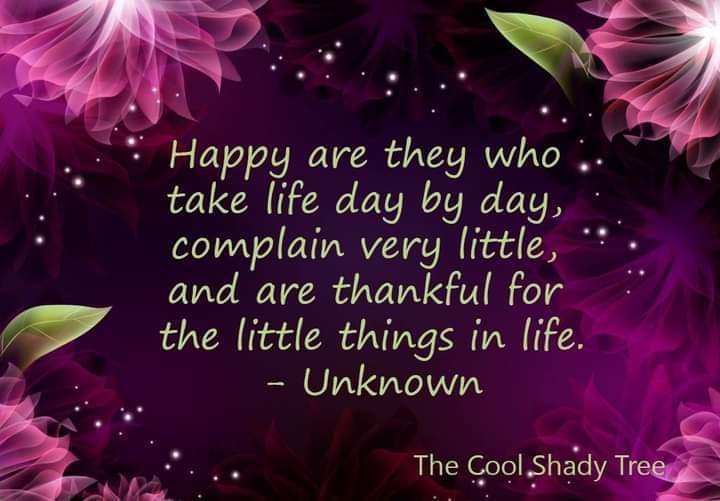 Happy are they who
take life day by day,
complain very little,
and are thankful for
the little things in life.
- Unknown
The Cool Shady Tree